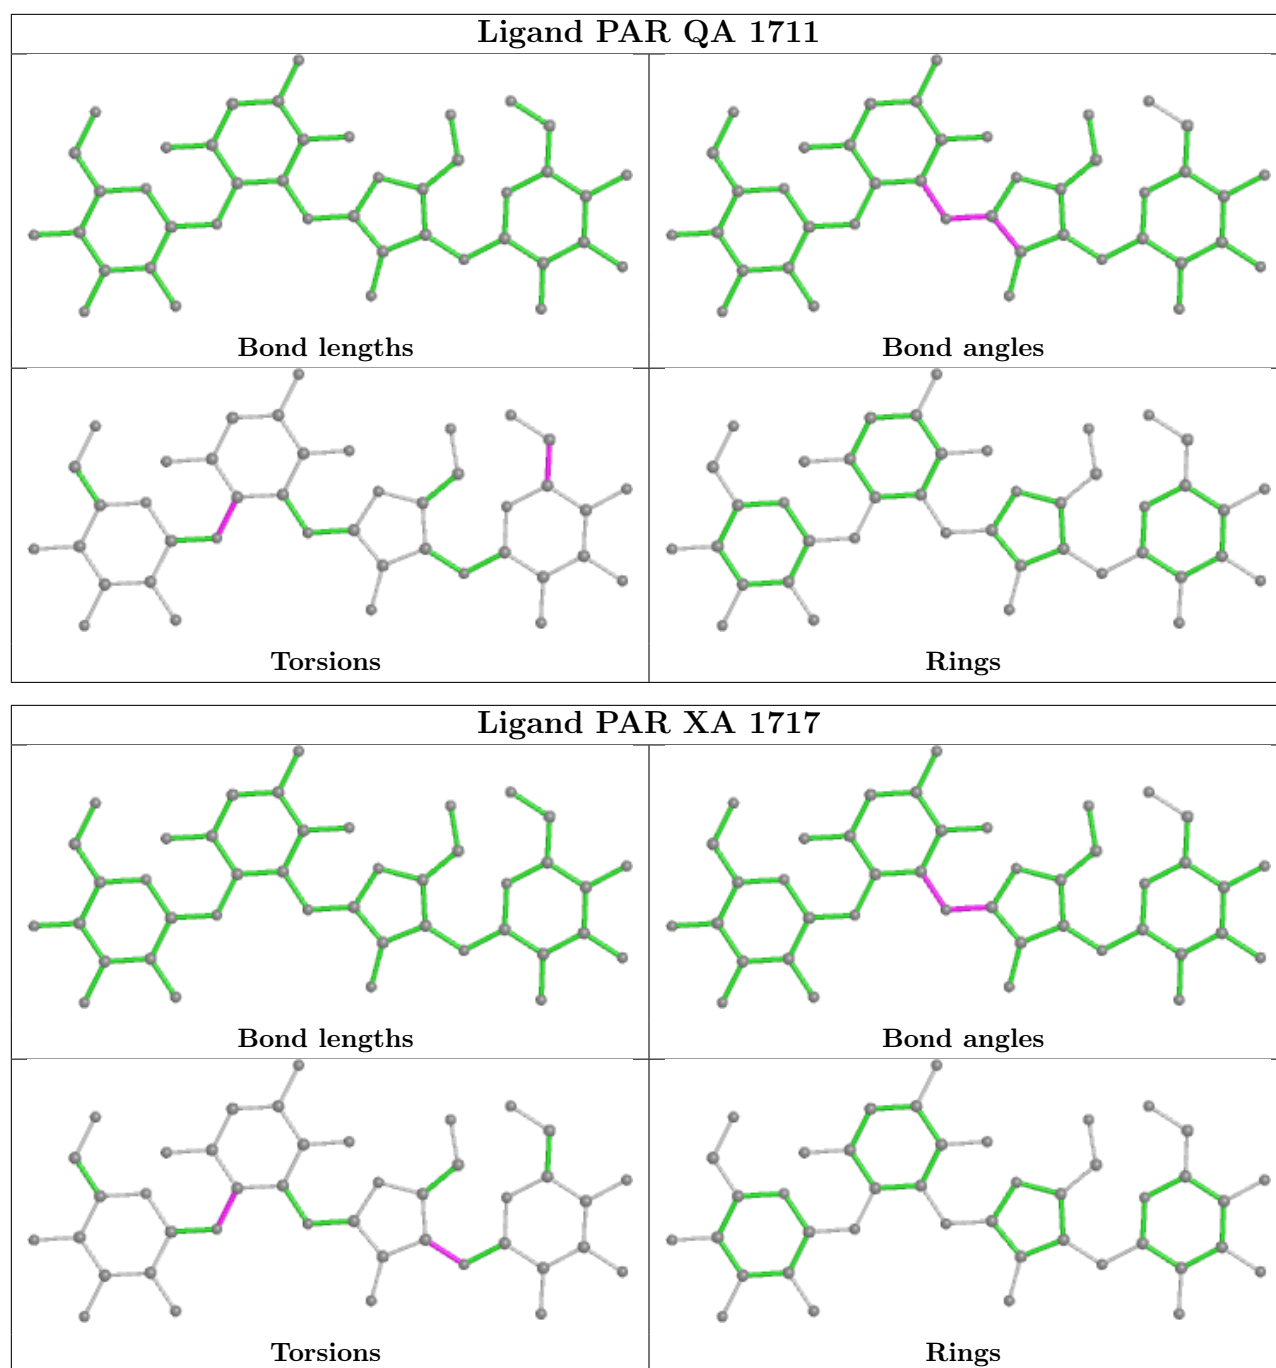 Ligand PAR QA 1711
Bond lengths
Bond angles
Torsions
Rings
Ligand PAR XA 1717
Bond lengths
Bond angles
Torsions
Rings